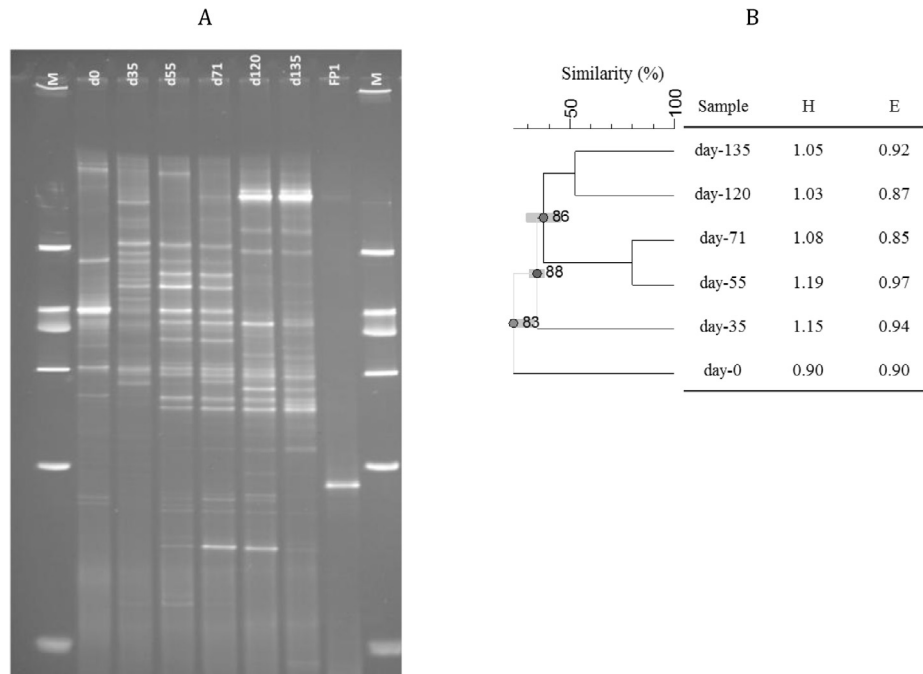 A
B
M d0 d35 d55 d71 d120 d135 FP1 M
Similarity (%)
50 100
Sample H E
day-135 1.05 0.92
day-120 1.03 0.87
86
day-71 1.08 0.85
88
day-55 1.19 0.97
83
day-35 1.15 0.94
day-0 0.90 0.90